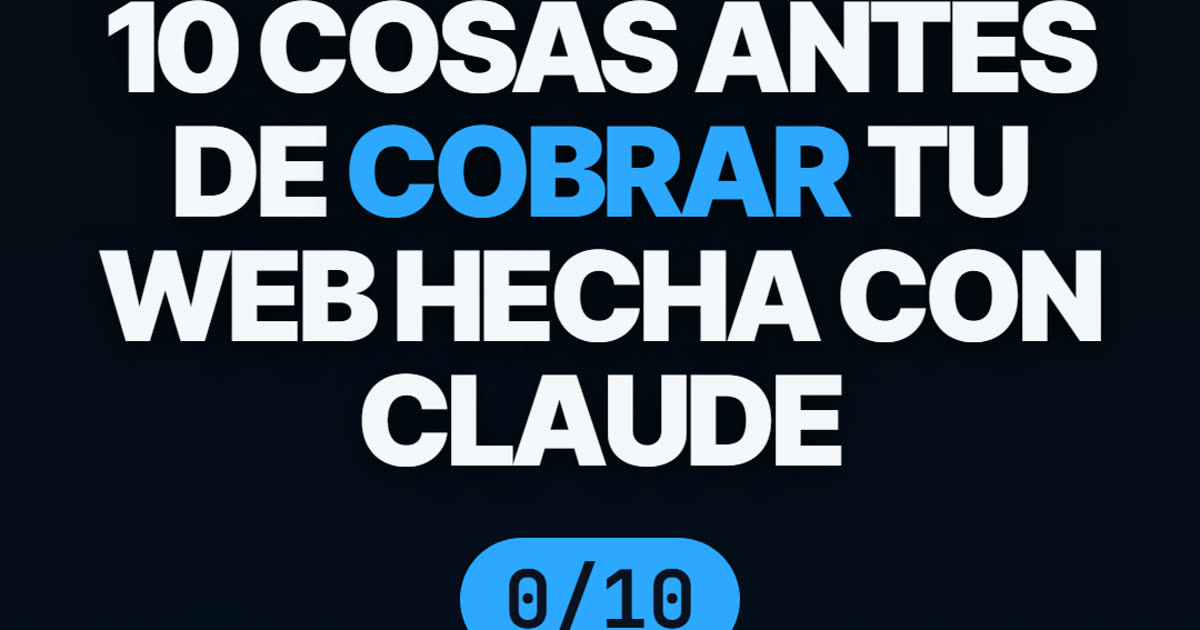 10 COSAS ANTES
DE COBRAR TU
WEB HECHA CON
CLAUDE
0/10